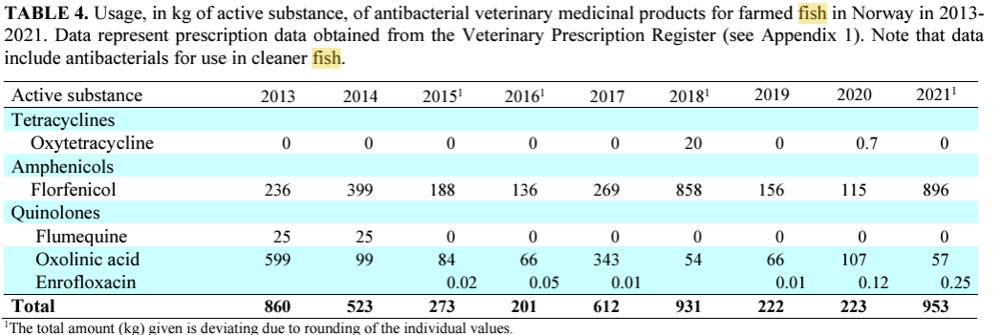 TABLE 4. Usage, in kg of active substance, of antibacterial veterinary medicinal products for farmed fish in Norway in 2013-
2021. Data represent prescription data obtained from the Veterinary Prescription Register (see Appendix 1). Note that data
include antibacterials for use in cleaner fish.
Active substance 2013 2014 2015¹ 2016¹ 2017 2018¹ 2019 2020 2021¹
Tetracyclines
Oxytetracycline 0 0 0 0 0 20 0 0.7 0
Amphenicols
Florfenicol 236 399 188 136 269 858 156 115 896
Quinolones
Flumequine 25 25 0 0 0 0 0 0 0
Oxolinic acid 599 99 84 66 343 54 66 107 57
Enrofloxacin 0.02 0.05 0.01 0.01 0.12 0.25
Total 860 523 273 201 612 931 222 223 953
¹The total amount (kg) given is deviating due to rounding of the individual values.